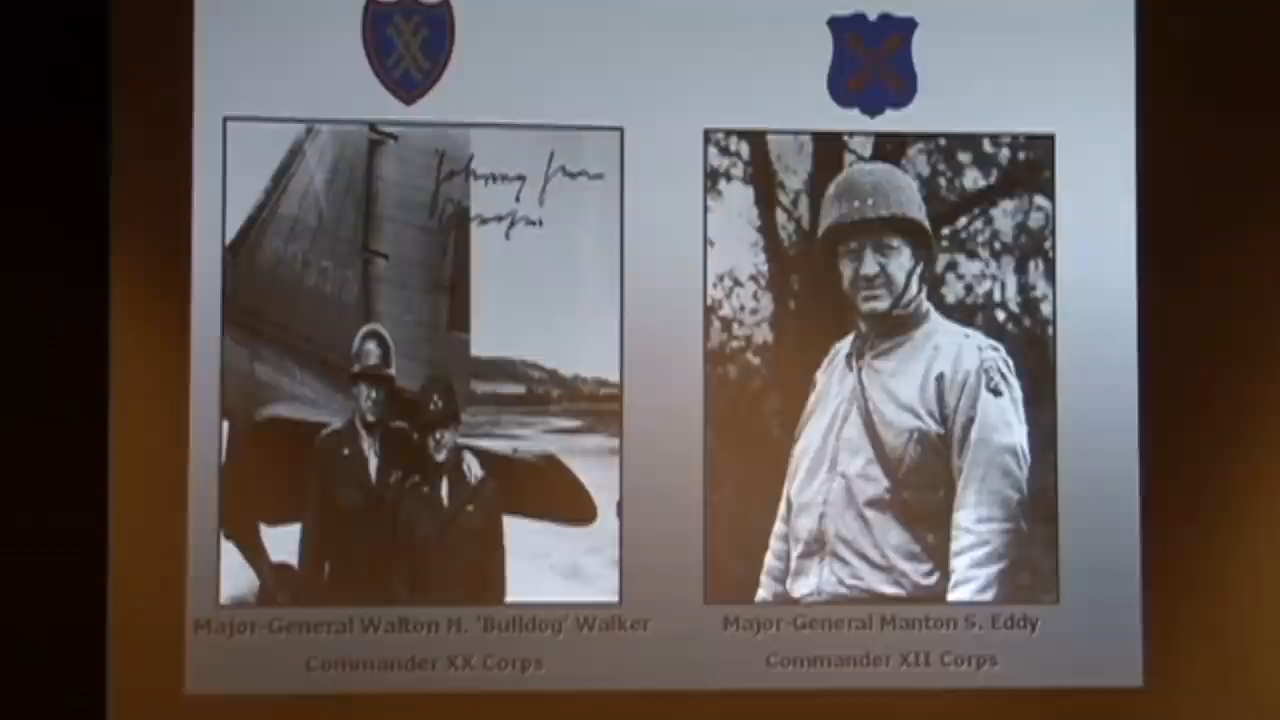 Major-General Walton H. 'Bulldog' Walker
Commander XX Corps
Major-General Manton S. Eddy
Commander XII Corps